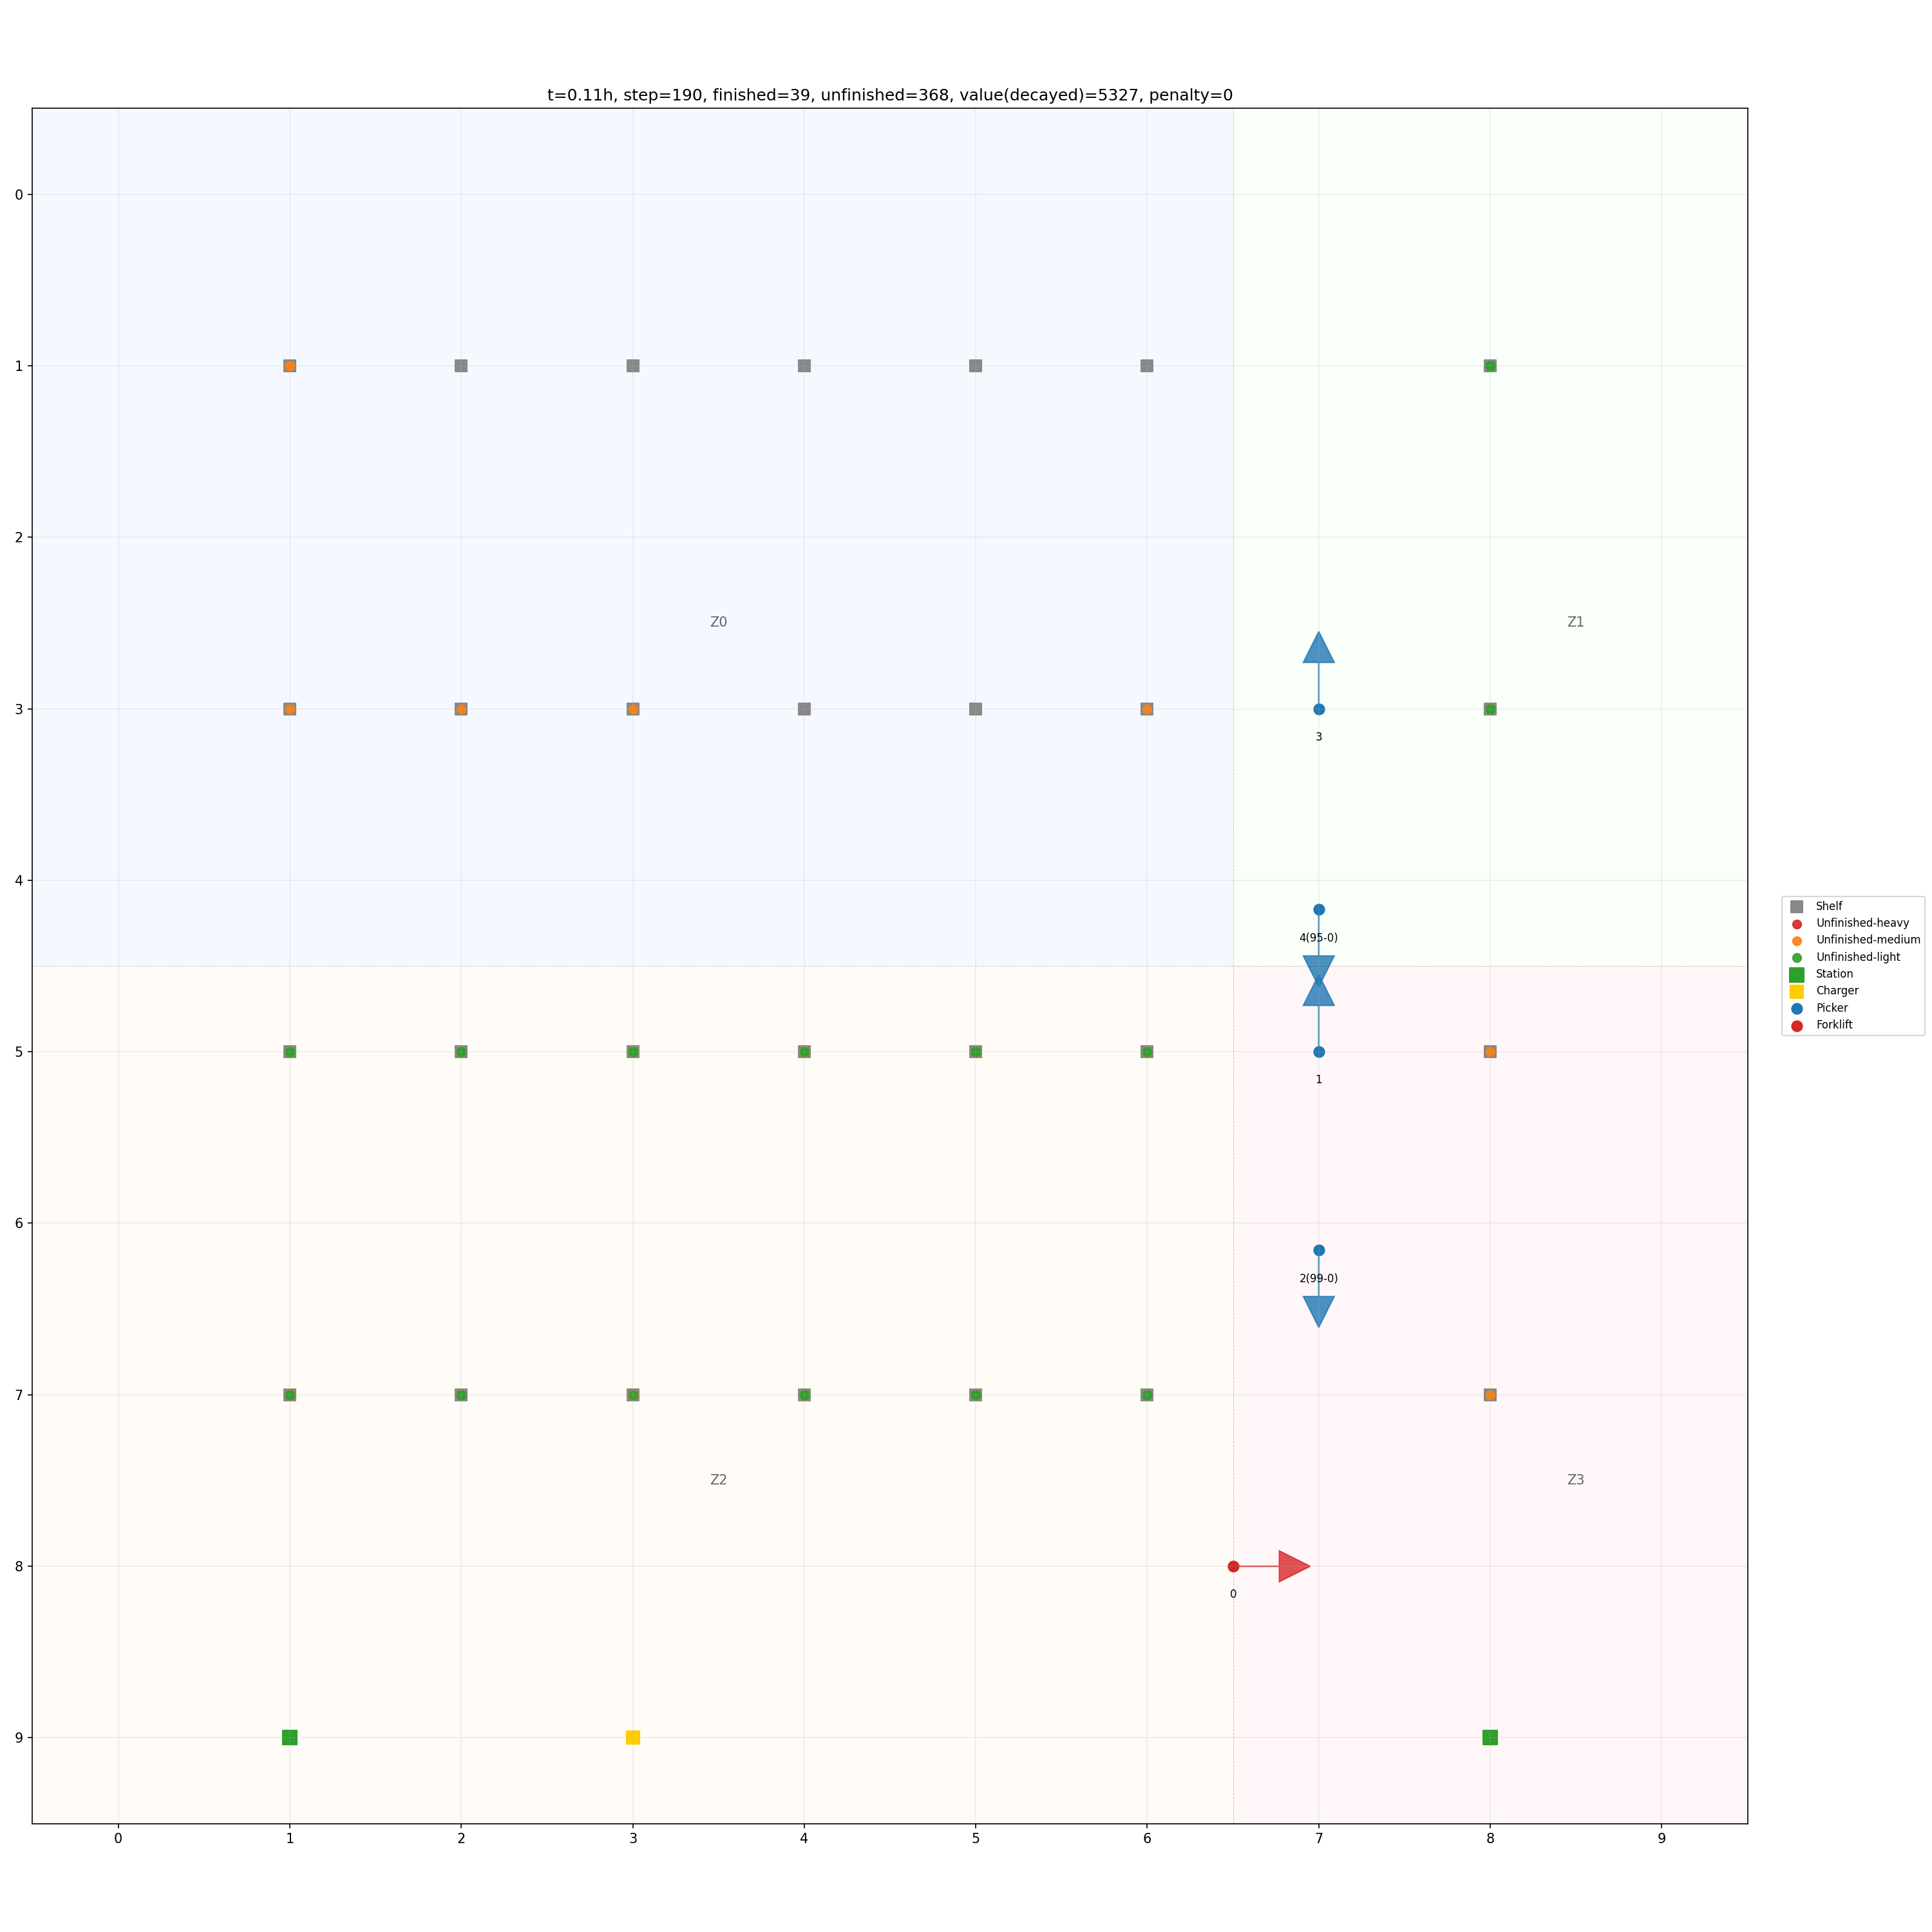 t=0.11h, step=190, finished=39, unfinished=368, value(decayed)=5327, penalty=0
0
1
2
Z0
Z1
3
3
4
4(95-0)
5
1
6
2(99-0)
7
Z2
Z3
8
0
9
0 1 2 3 4 5 6 7 8 9
Shelf
Unfinished-heavy
Unfinished-medium
Unfinished-light
Station
Charger
Picker
Forklift